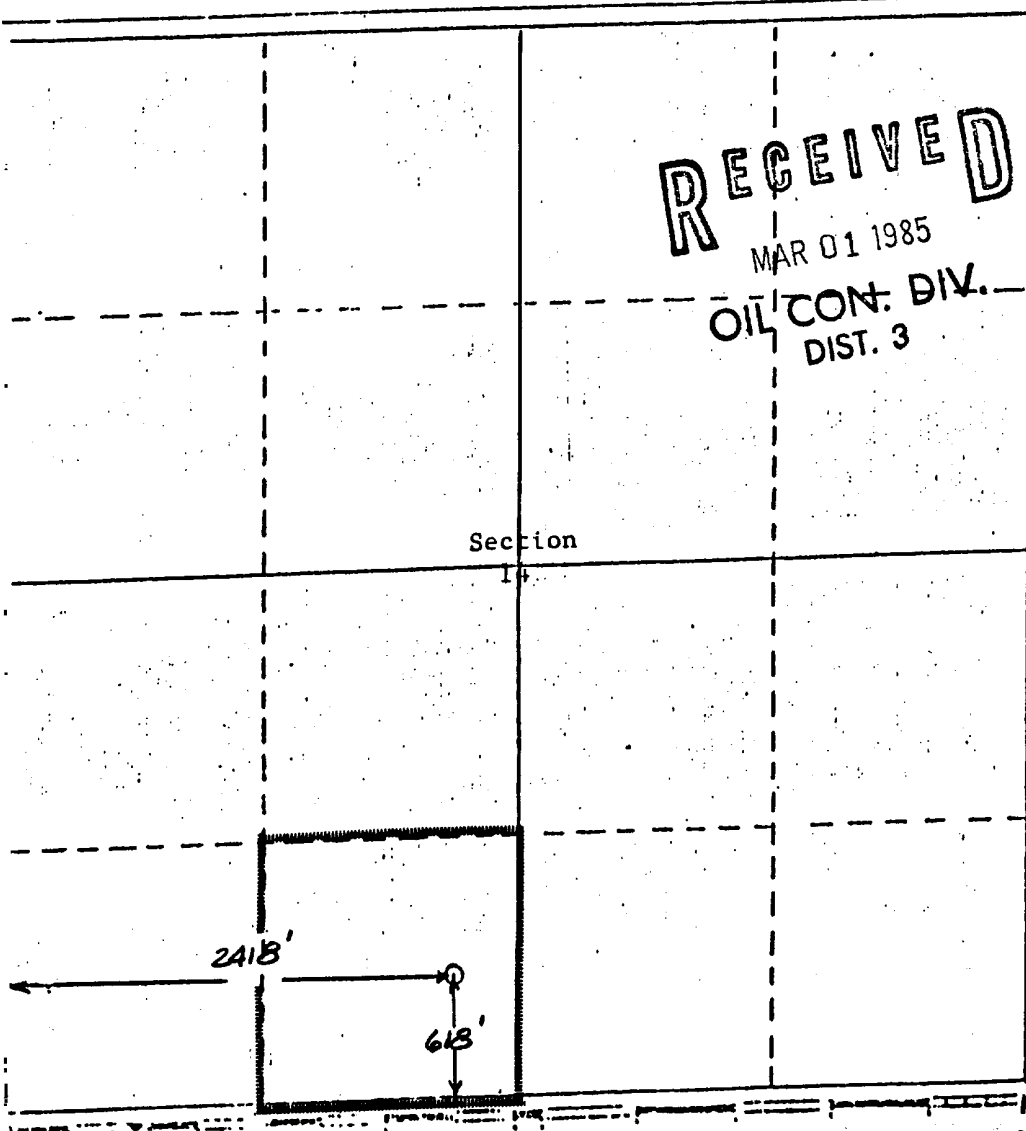 RECEIVED
MAR 01 1985
OIL CON. DIV.
DIST. 3
Section
14
2418'
618'